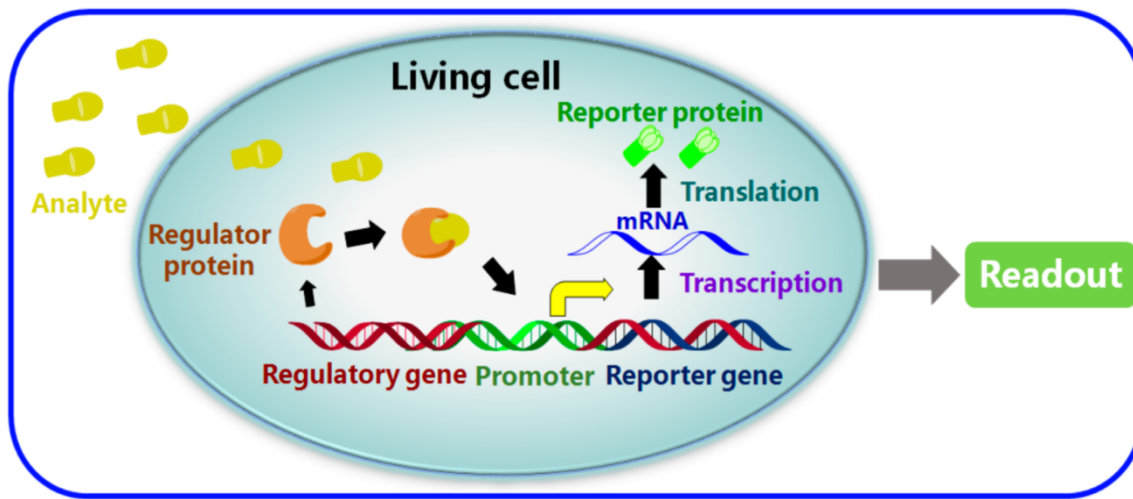 Living cell
Reporter protein
Translation
Analyte
mRNA
Regulator
protein
Transcription
Readout
Regulatory gene Promoter Reporter gene